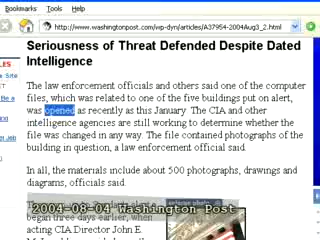 Bookmarks Tools Help
http://www.washingtonpost.com/wp-dyn/articles/A37954-2004Aug3_2.html
Seriousness of Threat Defended Despite Dated
Intelligence
The law enforcement officials and others said one of the computer
files, which was related to one of the five buildings put on alert,
was opened as recently as this January. The CIA and other
intelligence agencies are still working to determine whether the
file was changed in any way. The file contained photographs of the
building in question, a law enforcement official said.
In all, the materials include about 500 photographs, drawings and
diagrams, officials said.
2004-08-04 Washington Post
began three days earlier, when
acting CIA Director John E.